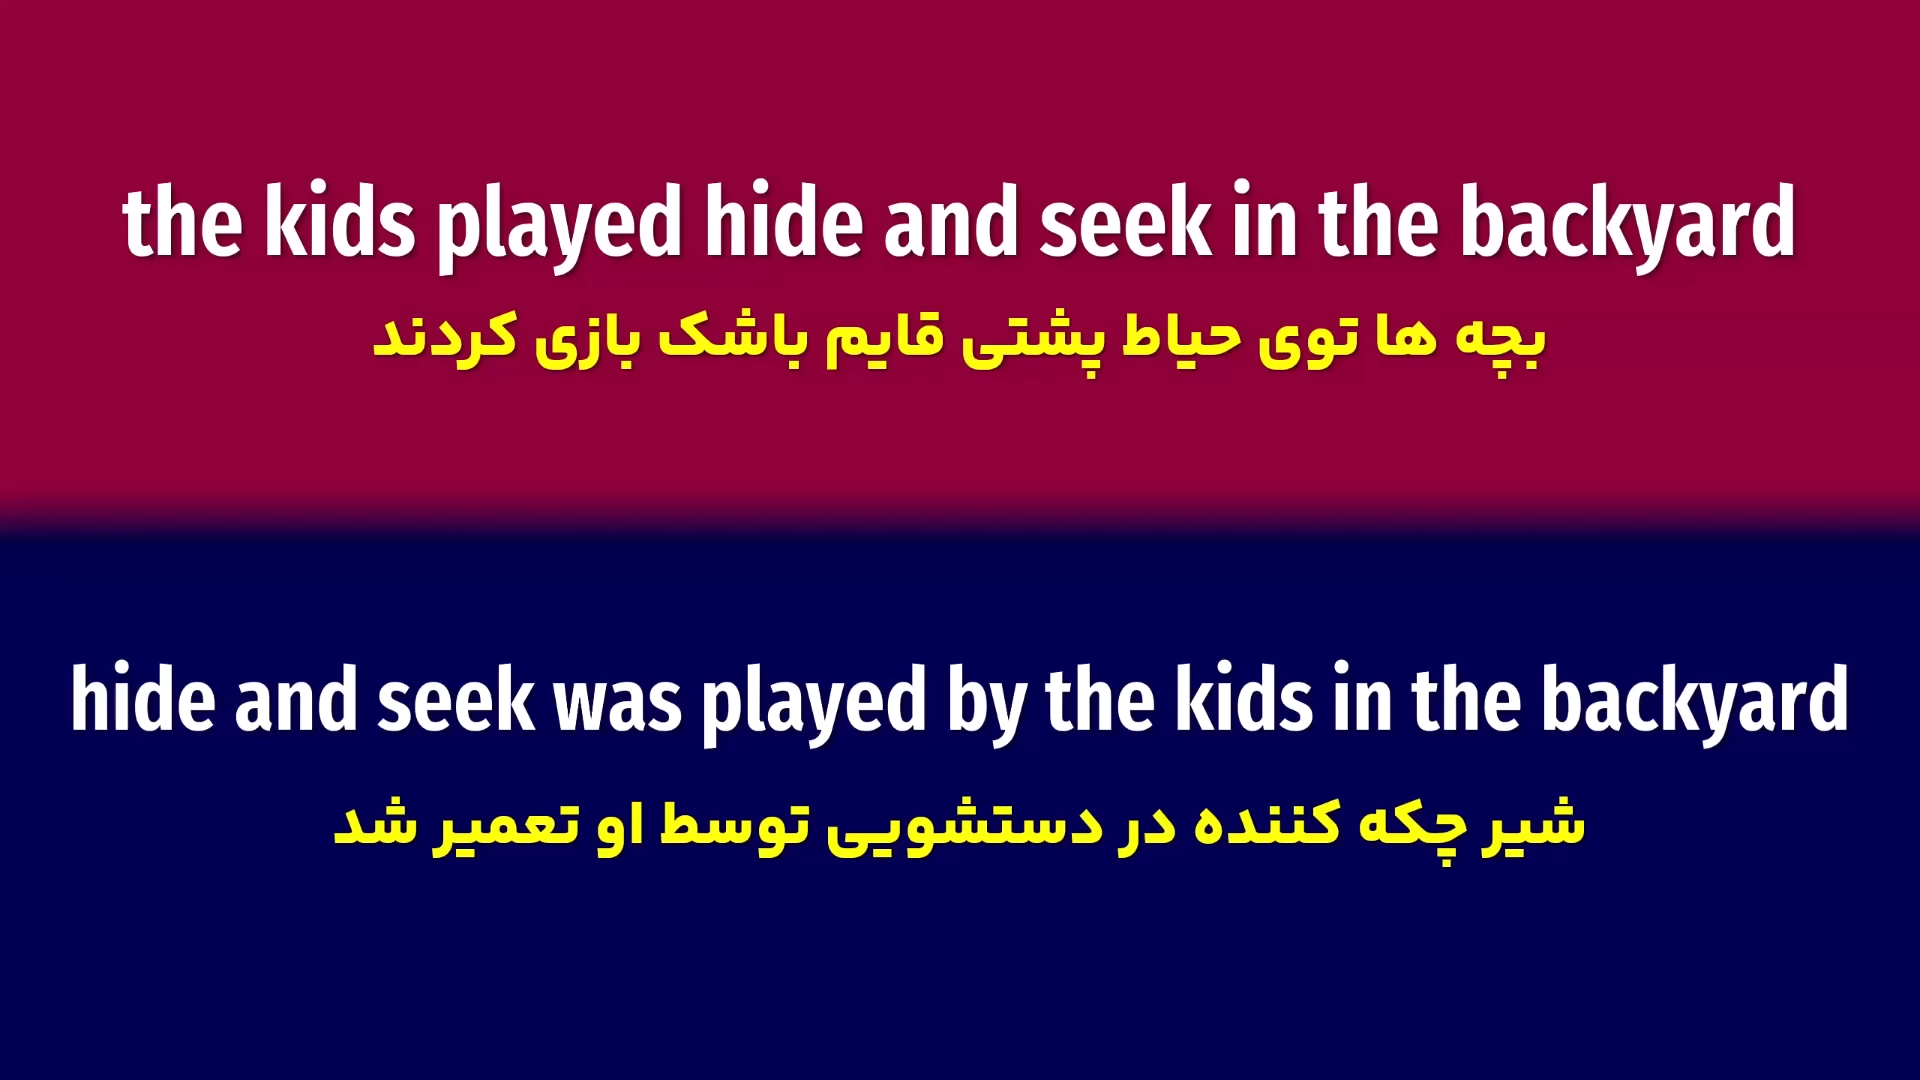 the kids played hide and seek in the backyard
بچه ها توی حیاط پشتی قایم باشک بازی کردند
hide and seek was played by the kids in the backyard
شیر چکه کننده در دستشویی توسط او تعمیر شد